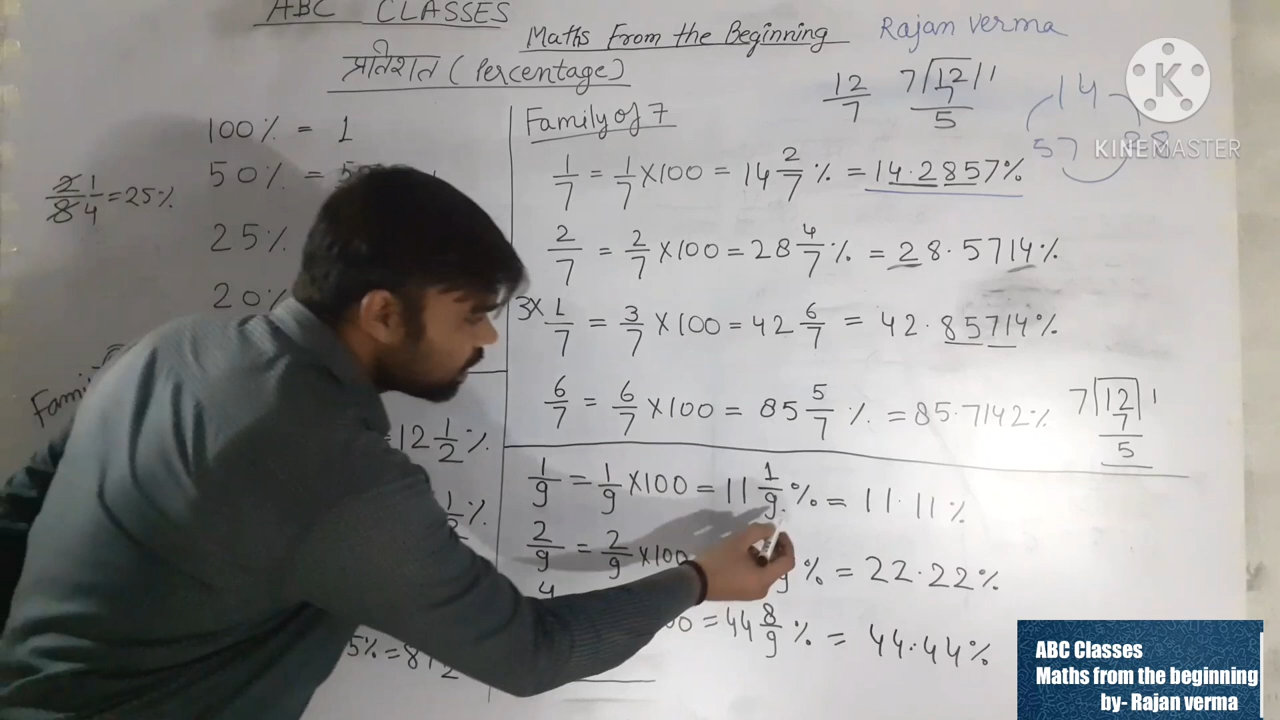 ABC CLASSES
Maths From the Beginning Rajan verma
प्रतिशत (Percentage)
100% = 1
50% = 50
25%
20%
2/8 1/4 = 25%
=12 1/2 %
1/2 %
5% = 8
Family of 7
1/7 = 1/7 × 100 = 14 2/7 % = 14.2857%
2/7 = 2/7 × 100 = 28 4/7 % = 28.5714%
3× 1/7 = 3/7 × 100 = 42 6/7 = 42.85714%
6/7 = 6/7 × 100 = 85 5/7 % = 85.7142%
7 12 1
7
5
1/9 = 1/9 × 100 = 11 1/9 % = 11.11%
2/9 = 2/9 × 100 % = 22.22%
4 00 = 44 8/9 % = 44.44%
12/7
7 12 1
7
5
14
57
K
KINEMASTER
ABC Classes
Maths from the beginning
by- Rajan verma